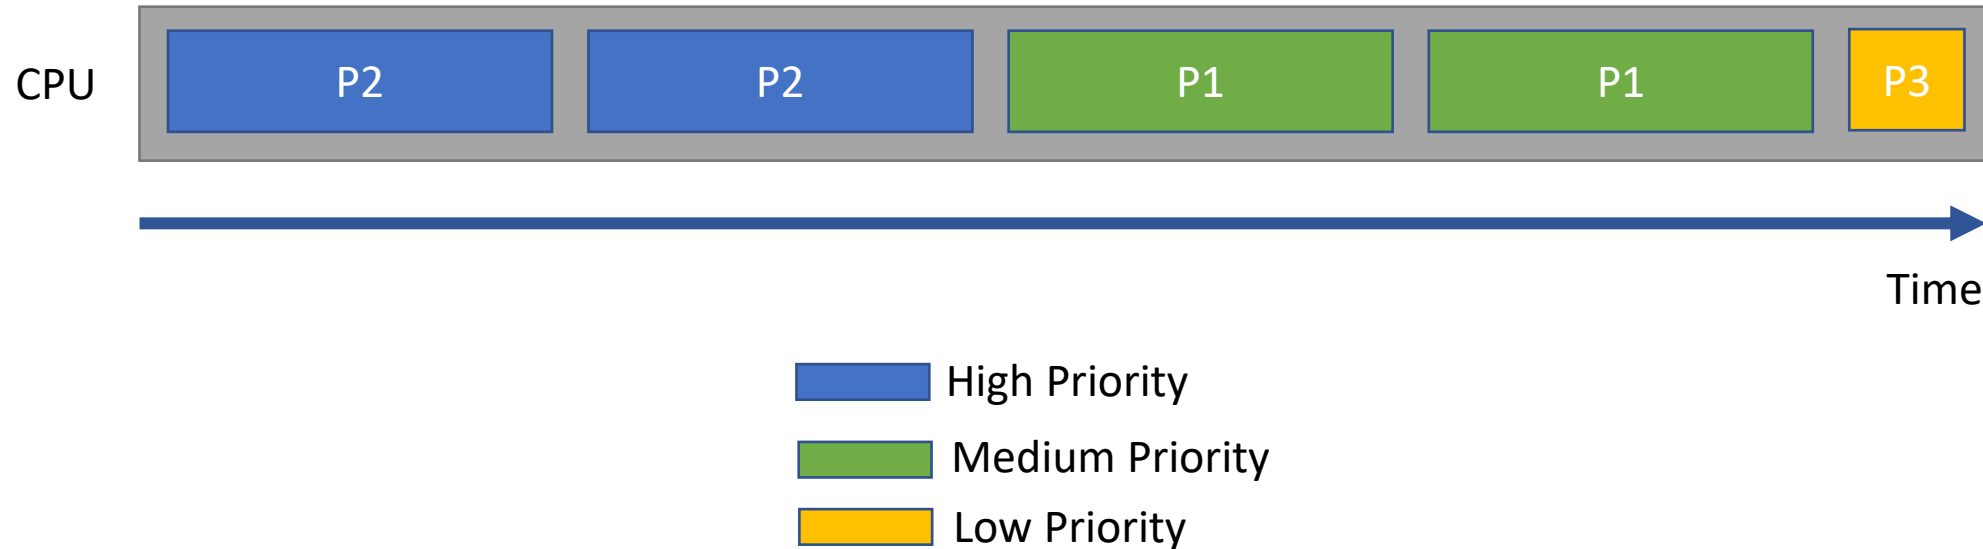 CPU
P2
P2
P1
P1
P3
Time
High Priority
Medium Priority
Low Priority